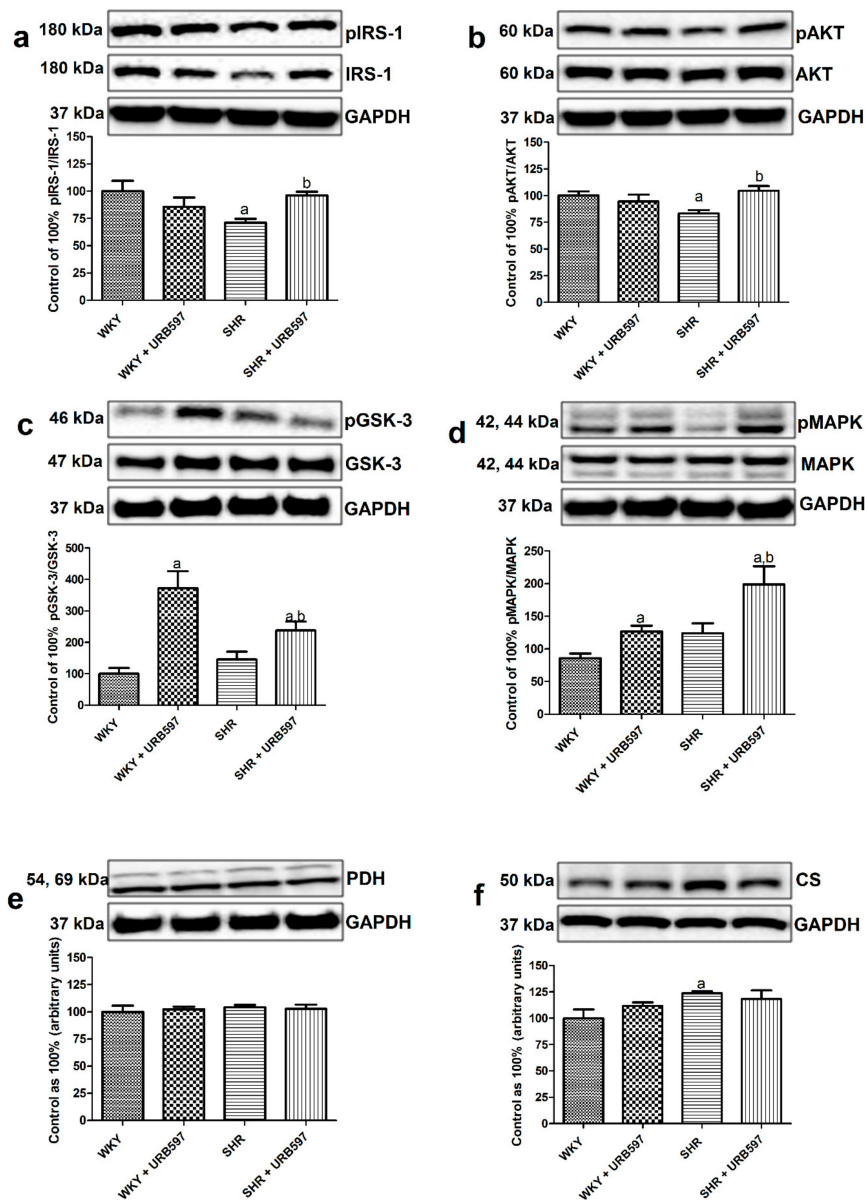 a
180 kDa pIRS-1
180 kDa IRS-1
37 kDa GAPDH
Control of 100% pIRS-1/IRS-1
125
100
75
50
25
0
a
b
WKY
WKY + URB597
SHR
SHR + URB597
b
60 kDa pAKT
60 kDa AKT
37 kDa GAPDH
Control of 100% pAKT/AKT
150
125
100
75
50
25
0
a
b
WKY
WKY + URB597
SHR
SHR + URB597
c
46 kDa pGSK-3
47 kDa GSK-3
37 kDa GAPDH
Control of 100% pGSK-3/GSK-3
500
400
300
200
100
0
a
a,b
WKY
WKY + URB597
SHR
SHR + URB597
d
42, 44 kDa pMAPK
42, 44 kDa MAPK
37 kDa GAPDH
Control of 100% pMAPK/MAPK
250
200
150
100
50
0
a
a,b
WKY
WKY + URB597
SHR
SHR + URB597
e
54, 69 kDa PDH
37 kDa GAPDH
Control as 100% (arbitrary units)
150
125
100
75
50
25
0
WKY
WKY + URB597
SHR
SHR + URB597
f
50 kDa CS
37 kDa GAPDH
Control as 100% (arbitrary units)
150
125
100
75
50
25
0
a
WKY
WKY + URB597
SHR
SHR + URB597